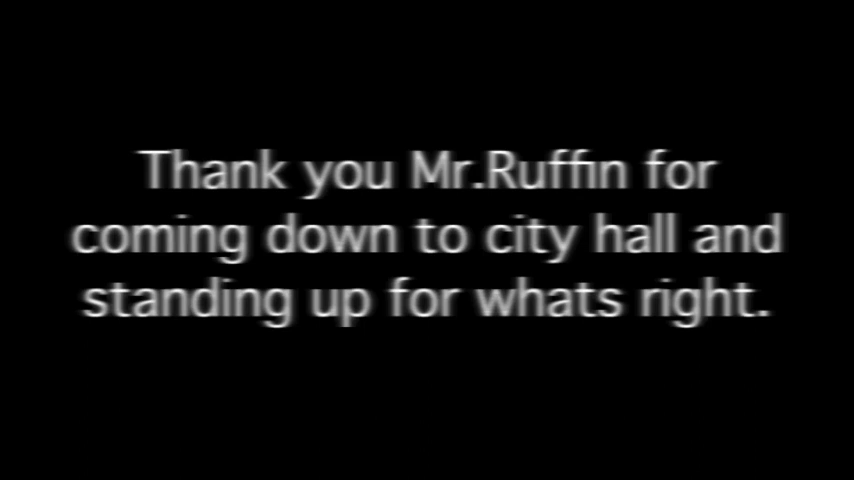 Thank you Mr.Ruffin for
coming down to city hall and
standing up for whats right.